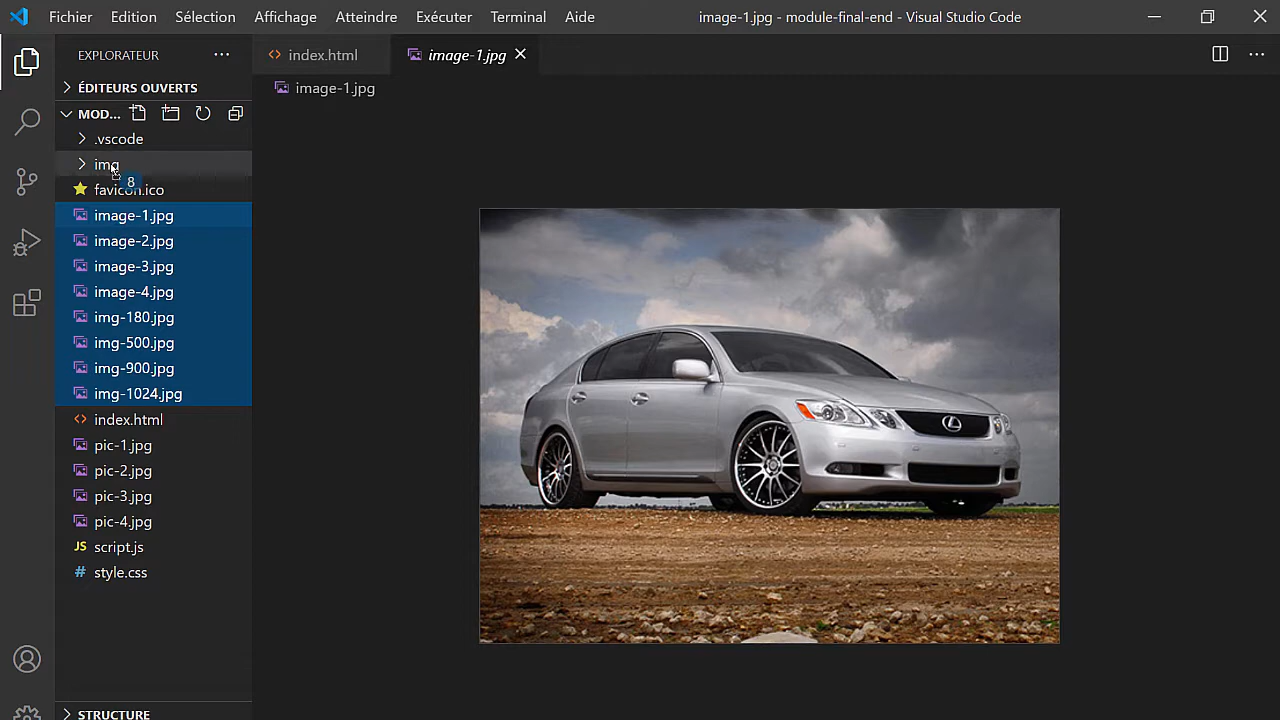 Fichier Edition Sélection Affichage Atteindre Exécuter Terminal Aide image-1.jpg - module-final-end - Visual Studio Code
EXPLORATEUR
index.html
image-1.jpg
ÉDITEURS OUVERTS
image-1.jpg
MOD...
.vscode
img
8
favicon.ico
image-1.jpg
image-2.jpg
image-3.jpg
image-4.jpg
img-180.jpg
img-500.jpg
img-900.jpg
img-1024.jpg
<> index.html
pic-1.jpg
pic-2.jpg
pic-3.jpg
pic-4.jpg
JS script.js
# style.css
STRUCTURE